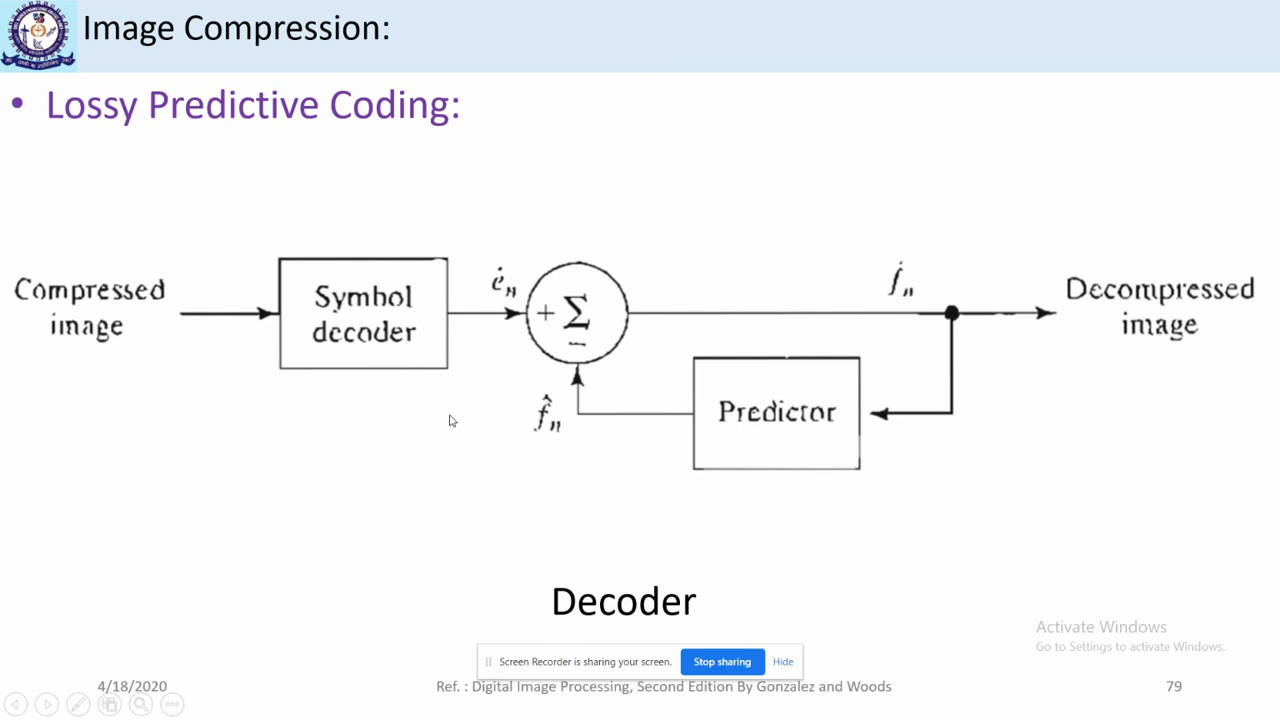 Image Compression:
• Lossy Predictive Coding:
Compressed
image
Symbol
decoder
ė_n
+ Σ
−
ḟ_n
Decompressed
image
f̂_n
Predictor
Decoder
Activate Windows
Go to Settings to activate Windows.
Screen Recorder is sharing your screen.
Stop sharing
Hide
4/18/2020
Ref. : Digital Image Processing, Second Edition By Gonzalez and Woods
79